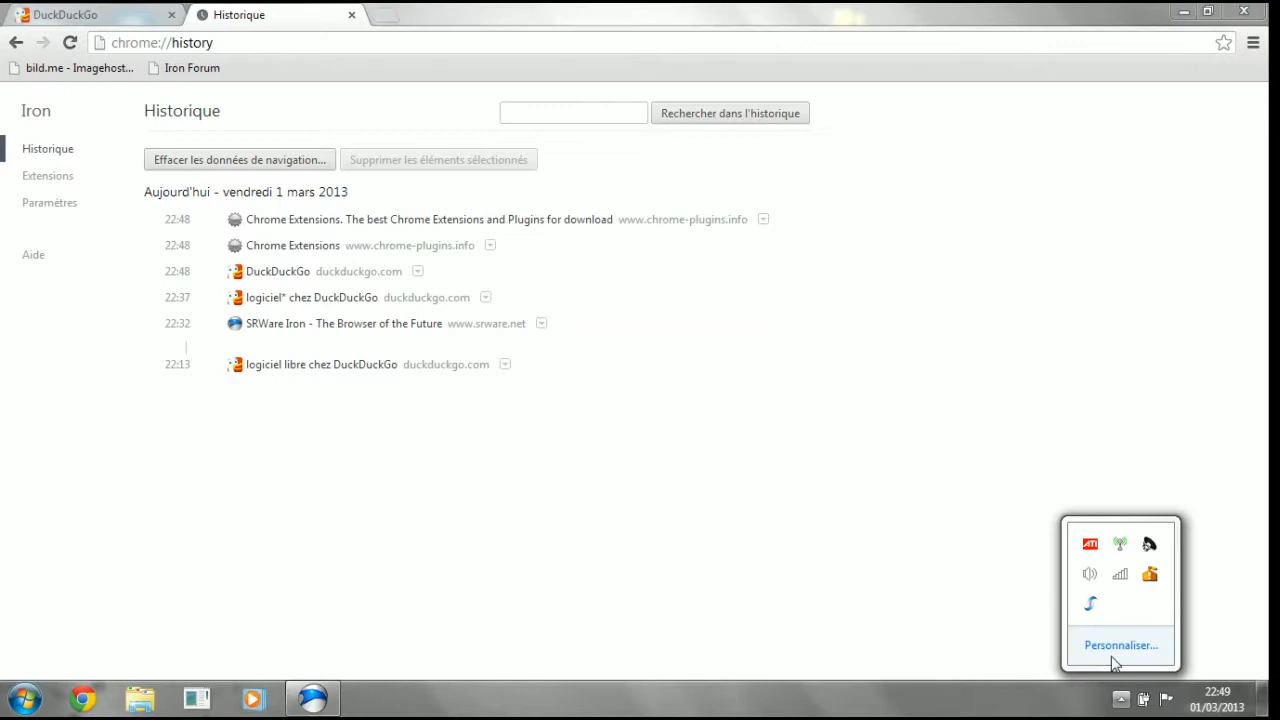 DuckDuckGo
Historique
chrome://history
bild.me - Imagehost...
Iron Forum
Iron
Historique
Rechercher dans l'historique
Historique
Extensions
Paramètres
Aide
Effacer les données de navigation...
Supprimer les éléments sélectionnés
Aujourd'hui - vendredi 1 mars 2013
22:48 Chrome Extensions. The best Chrome Extensions and Plugins for download www.chrome-plugins.info
22:48 Chrome Extensions www.chrome-plugins.info
22:48 DuckDuckGo duckduckgo.com
22:37 logiciel* chez DuckDuckGo duckduckgo.com
22:32 SRWare Iron - The Browser of the Future www.srware.net
22:13 logiciel libre chez DuckDuckGo duckduckgo.com
ATI
Personnaliser...
22:49
01/03/2013